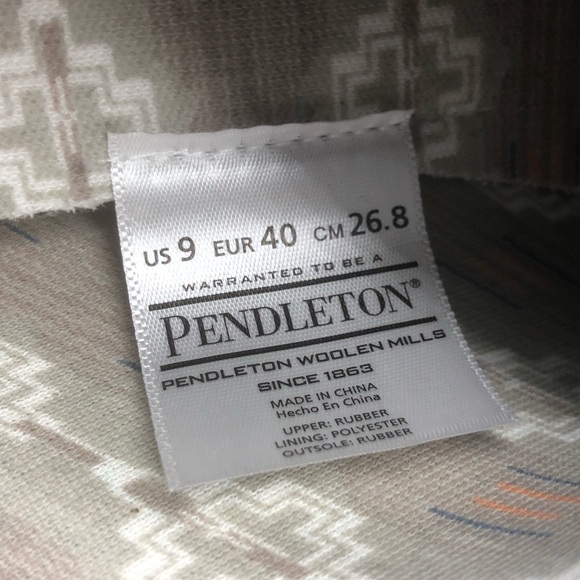 US 9 EUR 40 CM 26.8
WARRANTED TO BE A
PENDLETON®
PENDLETON WOOLEN MILLS
SINCE 1863
MADE IN CHINA
Hecho En China
UPPER: RUBBER
LINING: POLYESTER
OUTSOLE: RUBBER